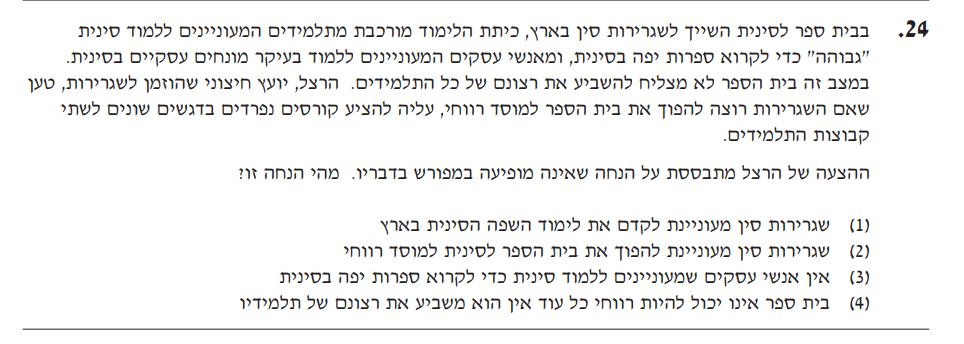 24. בבית ספר לסינית השייך לשגרירות סין בארץ, כיתת הלימוד מורכבת מתלמידים המעוניינים ללמוד סינית
"גבוהה" כדי לקרוא ספרות יפה בסינית, ומאנשי עסקים המעוניינים ללמוד בעיקר מונחים עסקיים בסינית.
במצב זה בית הספר לא מצליח להשביע את רצונם של כל התלמידים. הרצל, יועץ חיצוני שהוזמן לשגרירות, טען
שאם השגרירות רוצה להפוך את בית הספר למוסד רווחי, עליה להציע קורסים נפרדים בדגשים שונים לשתי
קבוצות התלמידים.
ההצעה של הרצל מתבססת על הנחה שאינה מופיעה במפורש בדבריו. מהי הנחה זו?
(1) שגרירות סין מעוניינת לקדם את לימוד השפה הסינית בארץ
(2) שגרירות סין מעוניינת להפוך את בית הספר לסינית למוסד רווחי
(3) אין אנשי עסקים שמעוניינים ללמוד סינית כדי לקרוא ספרות יפה בסינית
(4) בית ספר אינו יכול להיות רווחי כל עוד אין הוא משביע את רצונם של תלמידיו